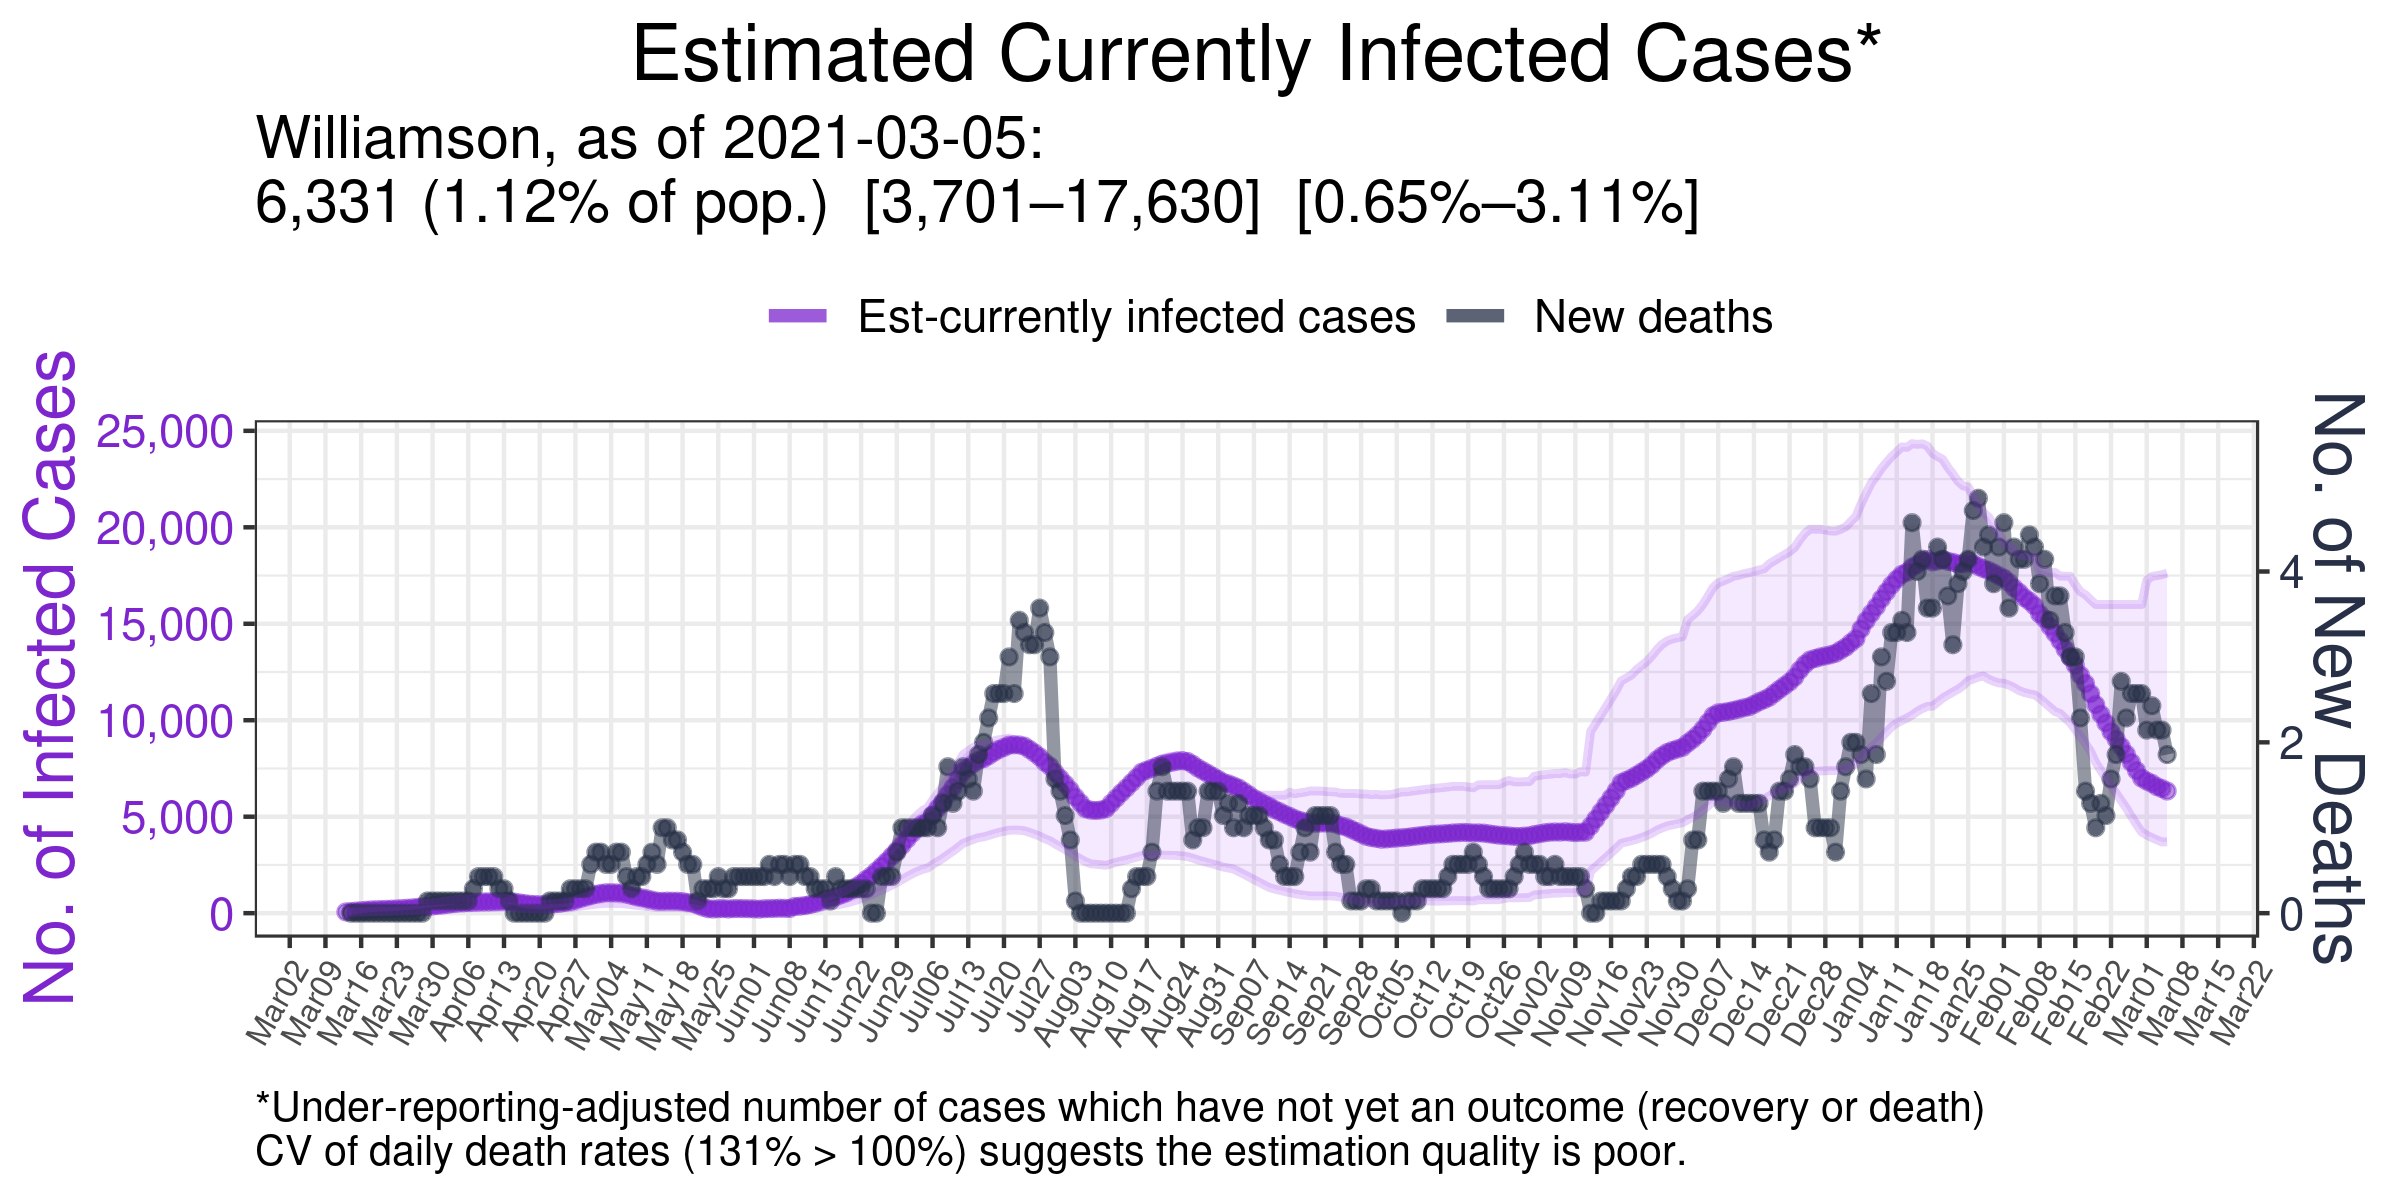 Estimated Currently Infected Cases*
Williamson, as of 2021-03-05:
6,331 (1.12% of pop.) [3,701–17,630] [0.65%–3.11%]
Est-currently infected cases
New deaths
No. of Infected Cases
25,000
20,000
15,000
10,000
5,000
0
No. of New Deaths
4
2
0
Mar02
Mar09
Mar16
Mar23
Mar30
Apr06
Apr13
Apr20
Apr27
May04
May11
May18
May25
Jun01
Jun08
Jun15
Jun22
Jun29
Jul06
Jul13
Jul20
Jul27
Aug03
Aug10
Aug17
Aug24
Aug31
Sep07
Sep14
Sep21
Sep28
Oct05
Oct12
Oct19
Oct26
Nov02
Nov09
Nov16
Nov23
Nov30
Dec07
Dec14
Dec21
Dec28
Jan04
Jan11
Jan18
Jan25
Feb01
Feb08
Feb15
Feb22
Mar01
Mar08
Mar15
Mar22
*Under-reporting-adjusted number of cases which have not yet an outcome (recovery or death)
CV of daily death rates (131% > 100%) suggests the estimation quality is poor.